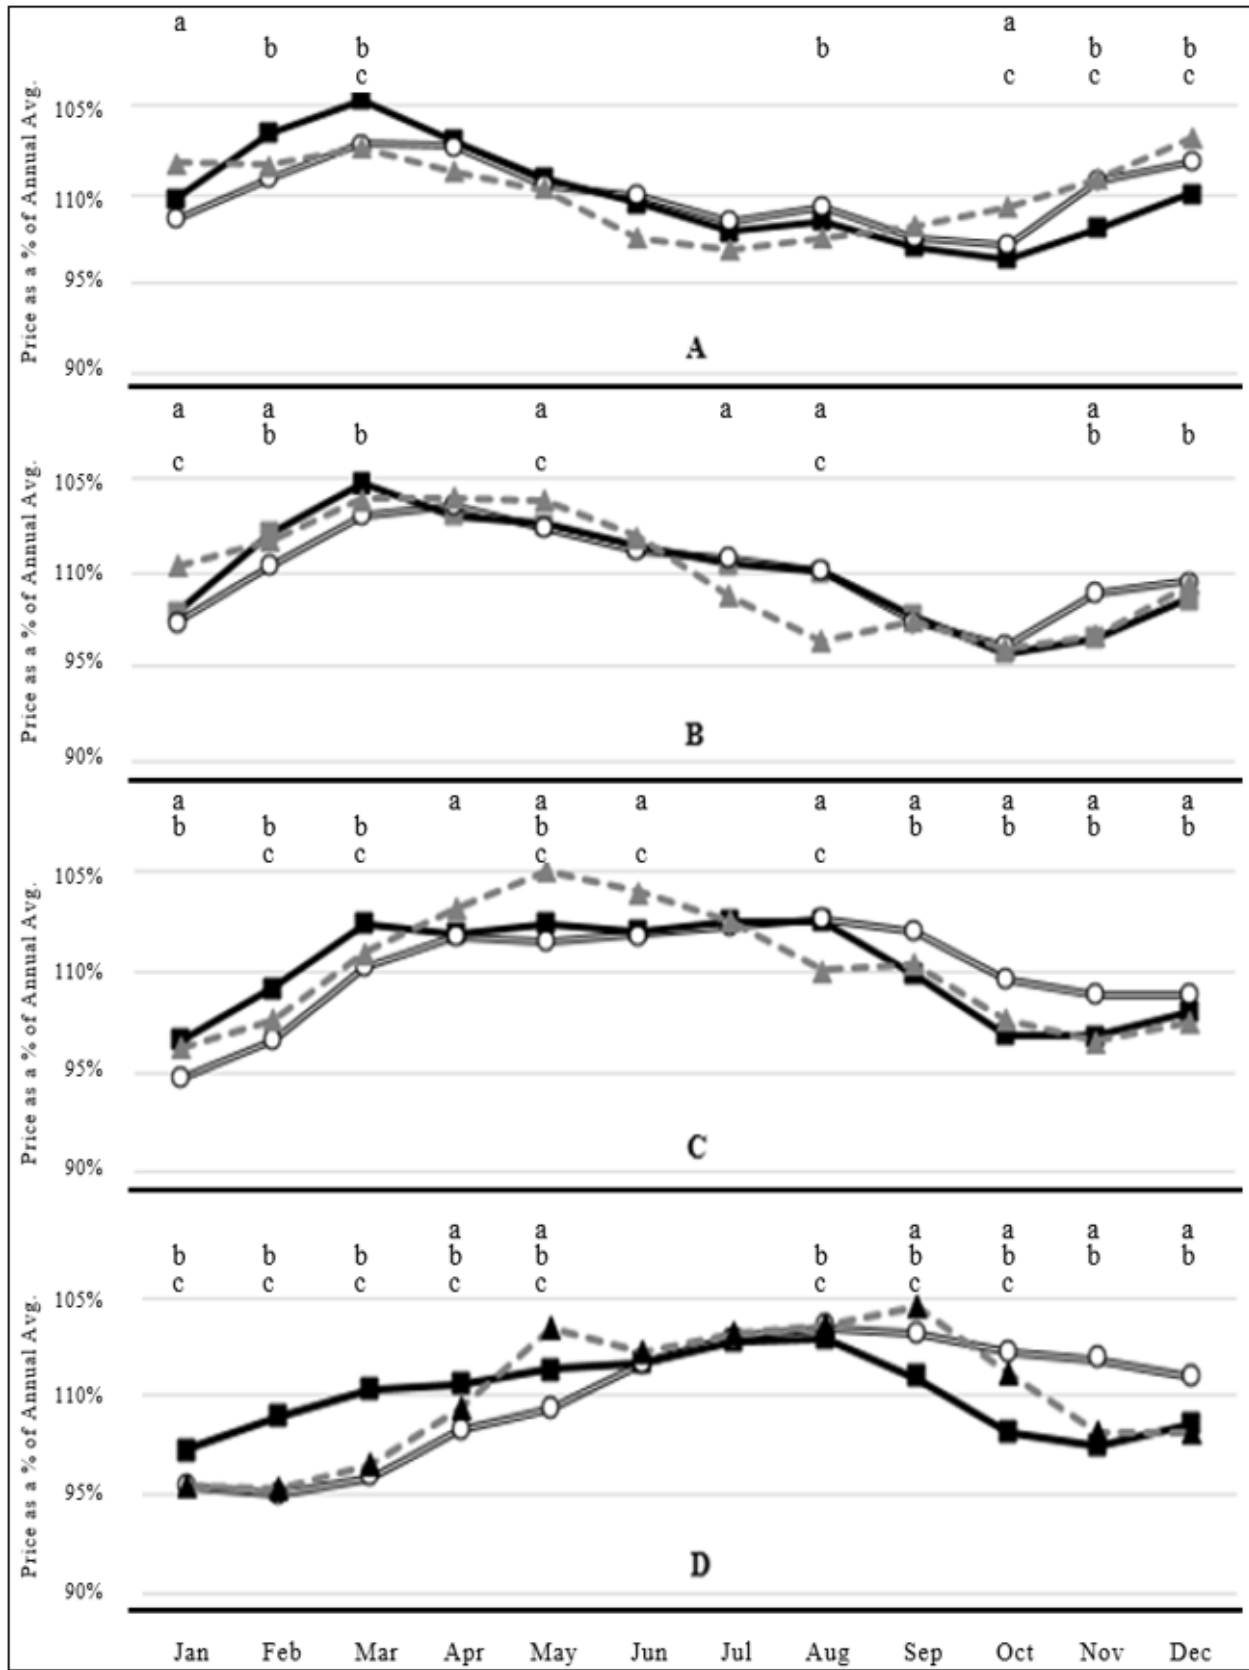 a a
b b b b b
c c c c
105%
110%
95%
90%
Price as a % of Annual Avg.
A
a a a a a a
b b b b
c c c
105%
110%
95%
90%
Price as a % of Annual Avg.
B
a a a a a a a a a
b b b b b b b b
c c c c c
105%
110%
95%
90%
Price as a % of Annual Avg.
C
a a a a a a
b b b b b b b b b b
c c c c c c c c
105%
110%
95%
90%
Price as a % of Annual Avg.
D
Jan Feb Mar Apr May Jun Jul Aug Sep Oct Nov Dec